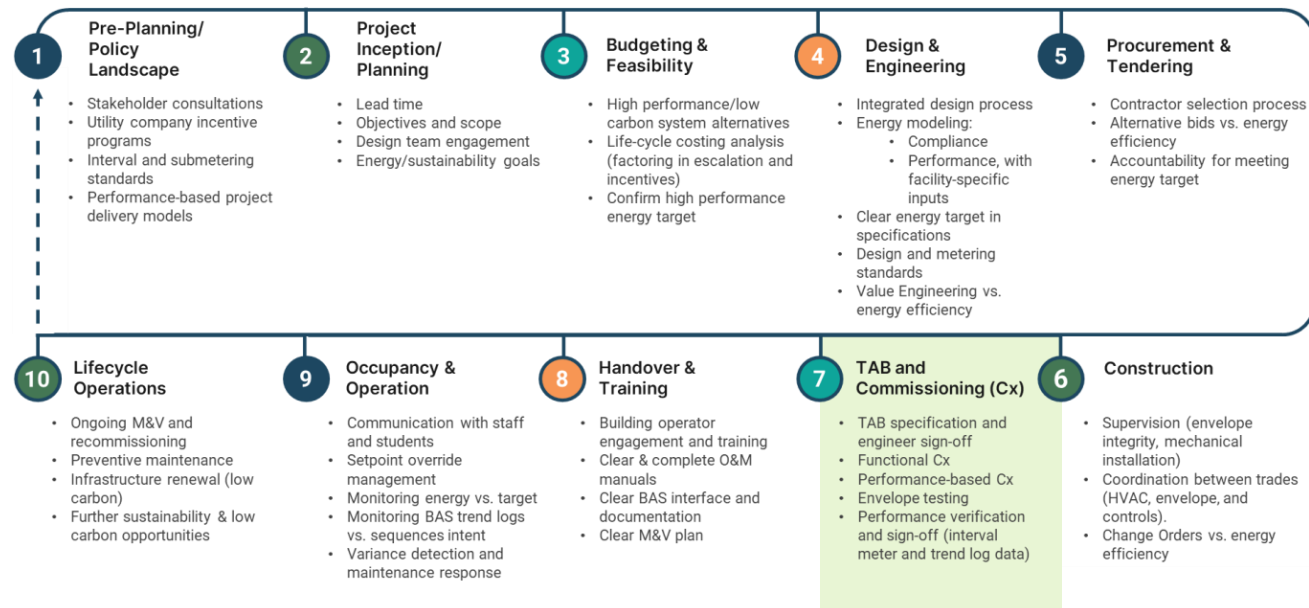 1
Pre-Planning/
Policy
Landscape
• Stakeholder consultations
• Utility company incentive
programs
• Interval and submetering
standards
• Performance-based project
delivery models
2
Project
Inception/
Planning
• Lead time
• Objectives and scope
• Design team engagement
• Energy/sustainability goals
3
Budgeting &
Feasibility
• High performance/low
carbon system alternatives
• Life-cycle costing analysis
(factoring in escalation and
incentives)
• Confirm high performance
energy target
4
Design &
Engineering
• Integrated design process
• Energy modeling:
• Compliance
• Performance, with
facility-specific
inputs
• Clear energy target in
specifications
• Design and metering
standards
• Value Engineering vs.
energy efficiency
5
Procurement &
Tendering
• Contractor selection process
• Alternative bids vs. energy
efficiency
• Accountability for meeting
energy target
10
Lifecycle
Operations
• Ongoing M&V and
recommissioning
• Preventive maintenance
• Infrastructure renewal (low
carbon)
• Further sustainability & low
carbon opportunities
9
Occupancy &
Operation
• Communication with staff
and students
• Setpoint override
management
• Monitoring energy vs. target
• Monitoring BAS trend logs
vs. sequences intent
• Variance detection and
maintenance response
8
Handover &
Training
• Building operator
engagement and training
• Clear & complete O&M
manuals
• Clear BAS interface and
documentation
• Clear M&V plan
7
TAB and
Commissioning (Cx)
• TAB specification and
engineer sign-off
• Functional Cx
• Performance-based Cx
• Envelope testing
• Performance verification
and sign-off (interval
meter and trend log data)
6
Construction
• Supervision (envelope
integrity, mechanical
installation)
• Coordination between trades
(HVAC, envelope, and
controls).
• Change Orders vs. energy
efficiency